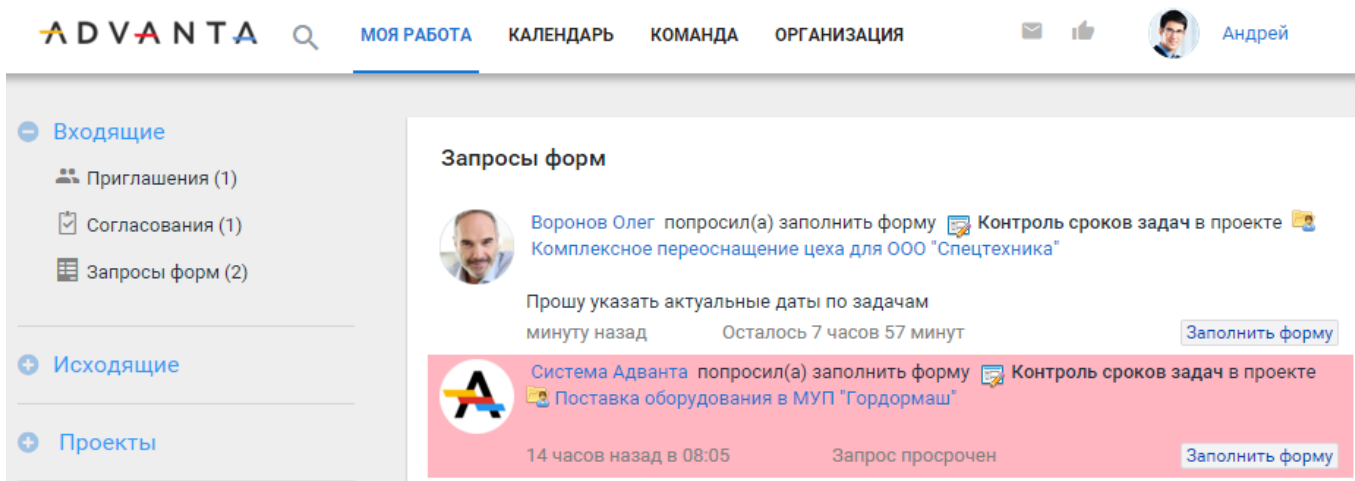 ADVANTA
МОЯ РАБОТА
КАЛЕНДАРЬ
КОМАНДА
ОРГАНИЗАЦИЯ
Андрей
Входящие
Приглашения (1)
Согласования (1)
Запросы форм (2)
Исходящие
Проекты
Запросы форм
Воронов Олег попросил(а) заполнить форму Контроль сроков задач в проекте
Комплексное переоснащение цеха для ООО "Спецтехника"
Прошу указать актуальные даты по задачам
минуту назад Осталось 7 часов 57 минут Заполнить форму
Система Адванта попросил(а) заполнить форму Контроль сроков задач в проекте
Поставка оборудования в МУП "Гордормаш"
14 часов назад в 08:05 Запрос просрочен Заполнить форму